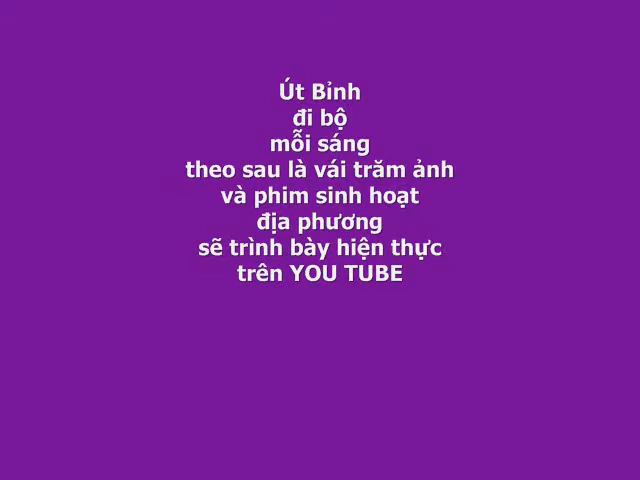 Út Bỉnh
đi bộ
mỗi sáng
theo sau là vái trăm ảnh
và phim sinh hoạt
địa phương
sẽ trình bày hiện thực
trên YOU TUBE